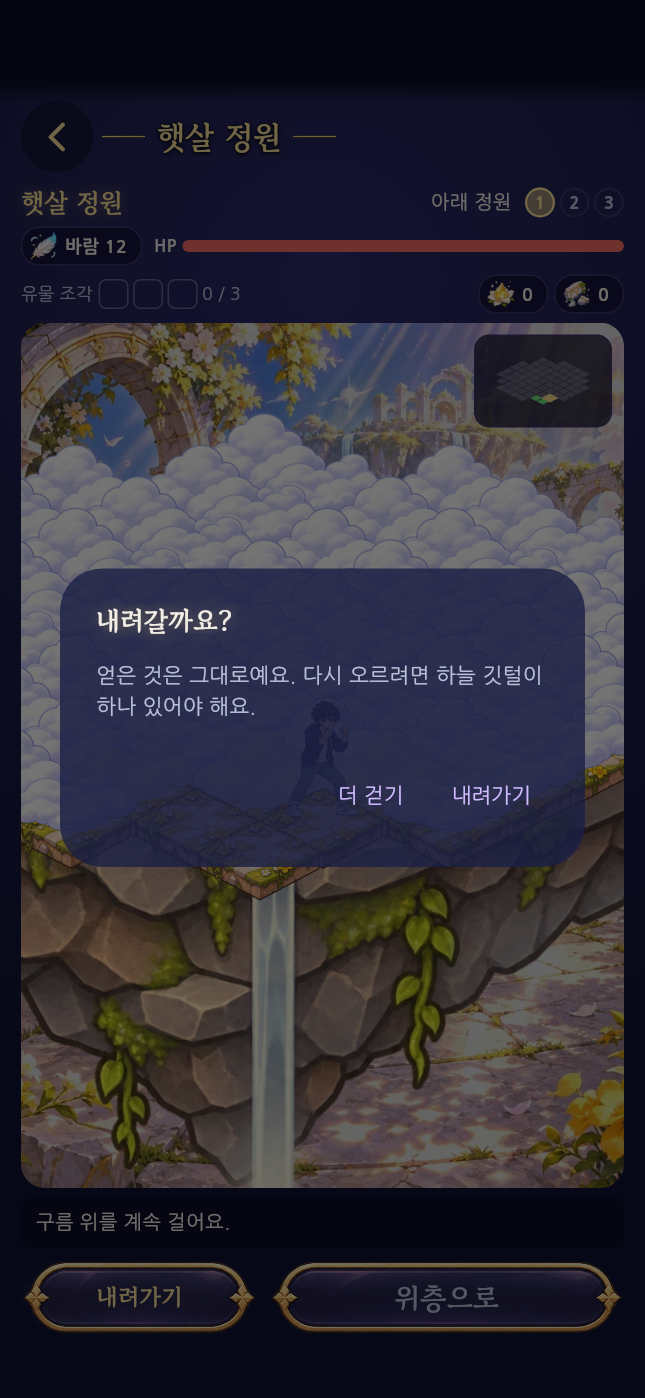 햇살 정원
햇살 정원
아래 정원 1 2 3
바람 12 HP
유물 조각 0 / 3 0 0
내려갈까요?
얻은 것은 그대로예요. 다시 오르려면 하늘 깃털이
하나 있어야 해요.
더 걷기 내려가기
구름 위를 계속 걸어요.
내려가기 위층으로